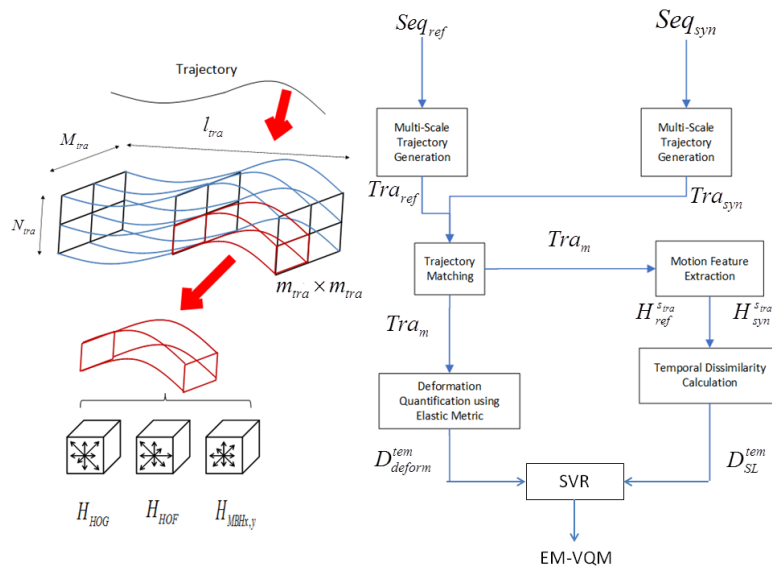 Trajectory
M_tra
l_tra
N_tra
m_tra × m_tra
H_HOG
H_HOF
H_MBHx,y
Seq_ref
Seq_syn
Multi-Scale
Trajectory
Generation
Multi-Scale
Trajectory
Generation
Tra_ref
Tra_syn
Trajectory
Matching
Tra_m
Motion Feature
Extraction
Tra_m
H_ref^s_tra
H_syn^s_tra
Deformation
Quantification using
Elastic Metric
Temporal Dissimilarity
Calculation
D_deform^tem
D_SL^tem
SVR
EM-VQM